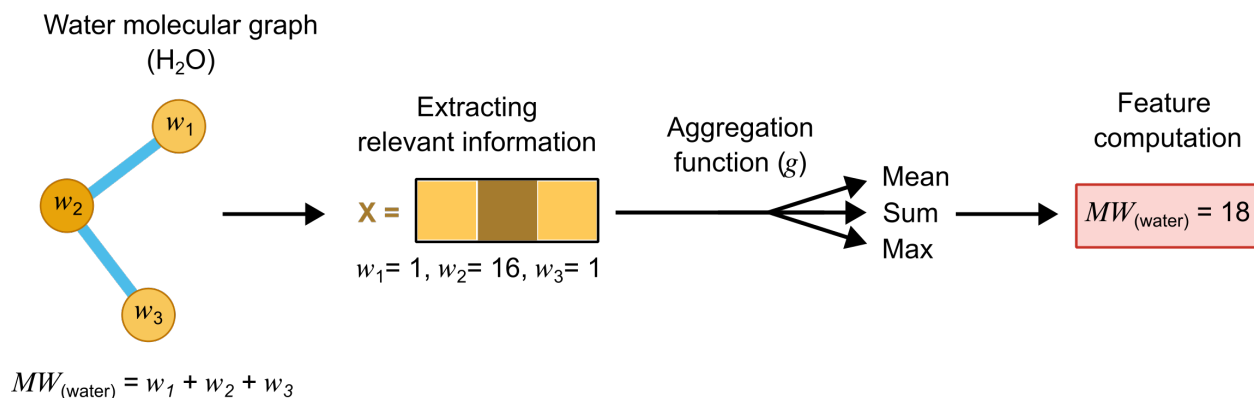 Water molecular graph
(H₂O)
w₁
w₂
w₃
MW(water) = w₁ + w₂ + w₃
Extracting
relevant information
X =
w₁= 1, w₂= 16, w₃= 1
Aggregation
function (g)
Mean
Sum
Max
Feature
computation
MW(water) = 18